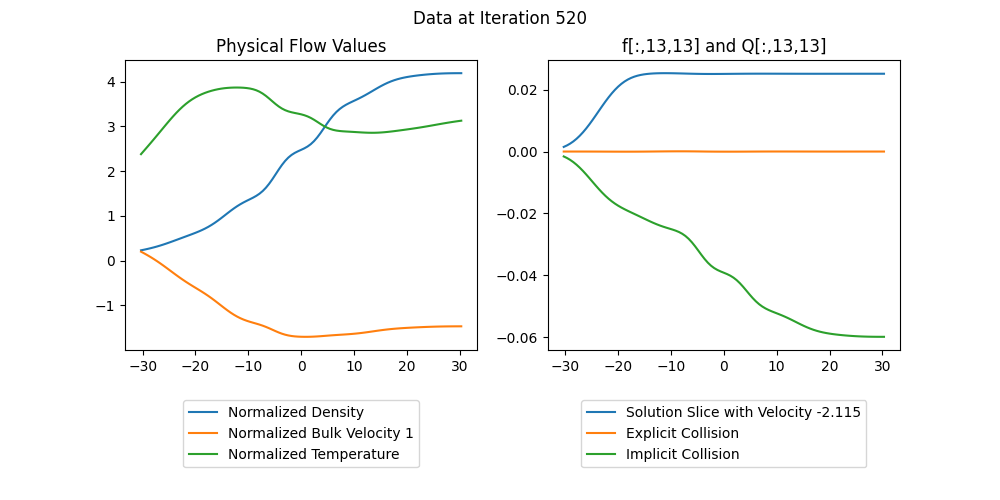 Data at Iteration 520
Physical Flow Values
4
3
2
1
0
−1
−30
−20
−10
0
10
20
30
Normalized Density
Normalized Bulk Velocity 1
Normalized Temperature
f[:,13,13] and Q[:,13,13]
0.02
0.00
−0.02
−0.04
−0.06
−30
−20
−10
0
10
20
30
Solution Slice with Velocity -2.115
Explicit Collision
Implicit Collision